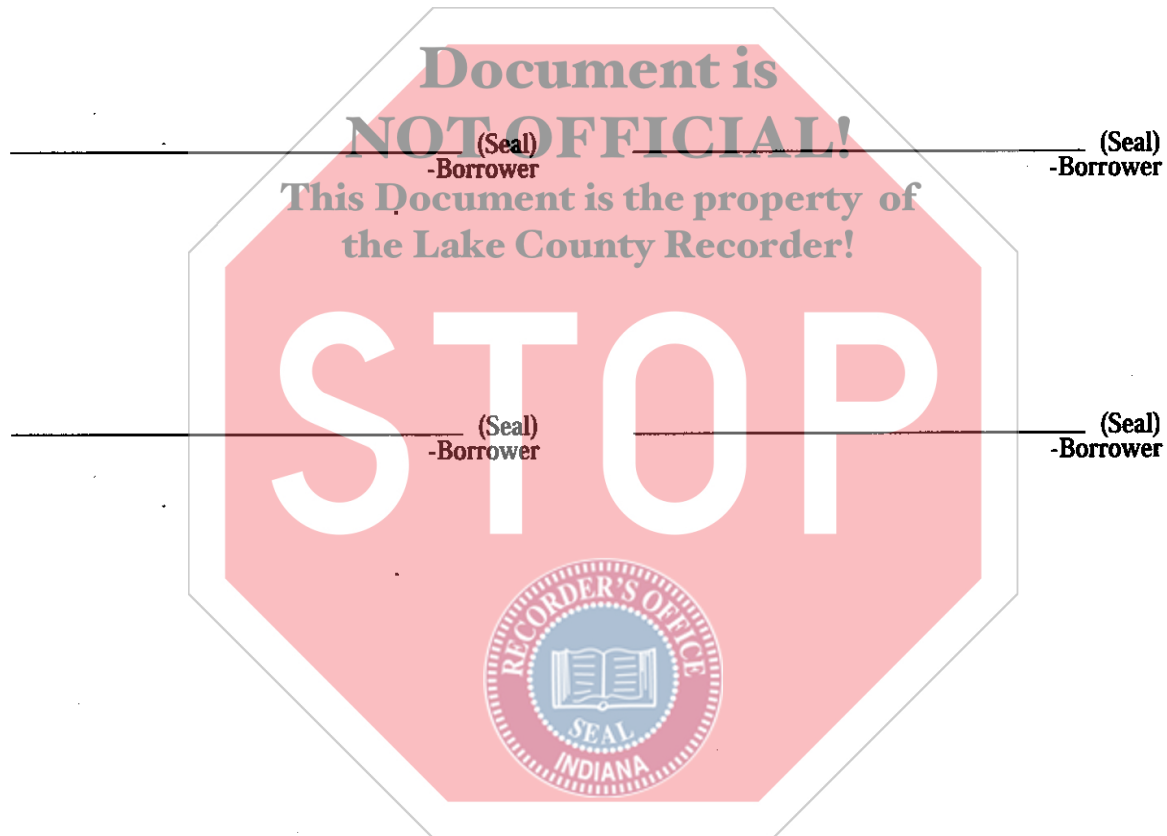 Document is
NOT OFFICIAL!
(Seal)
-Borrower
(Seal)
-Borrower
This Document is the property of
the Lake County Recorder!
STOP
(Seal)
-Borrower
(Seal)
-Borrower
RECORDER'S OFFICE
SEAL
INDIANA